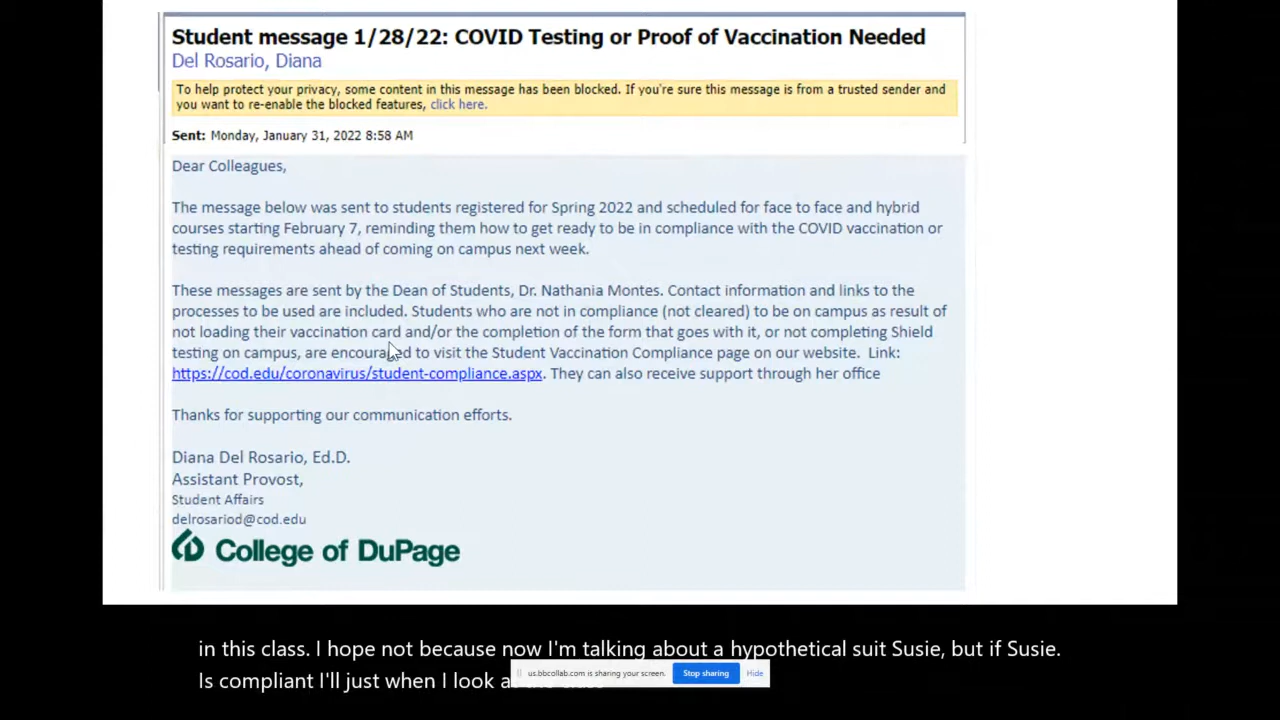 Student message 1/28/22: COVID Testing or Proof of Vaccination Needed
Del Rosario, Diana
To help protect your privacy, some content in this message has been blocked. If you're sure this message is from a trusted sender and
you want to re-enable the blocked features, click here.
Sent: Monday, January 31, 2022 8:58 AM
Dear Colleagues,
The message below was sent to students registered for Spring 2022 and scheduled for face to face and hybrid
courses starting February 7, reminding them how to get ready to be in compliance with the COVID vaccination or
testing requirements ahead of coming on campus next week.
These messages are sent by the Dean of Students, Dr. Nathania Montes. Contact information and links to the
processes to be used are included. Students who are not in compliance (not cleared) to be on campus as result of
not loading their vaccination card and/or the completion of the form that goes with it, or not completing Shield
testing on campus, are encouraged to visit the Student Vaccination Compliance page on our website. Link:
https://cod.edu/coronavirus/student-compliance.aspx. They can also receive support through her office
Thanks for supporting our communication efforts.
Diana Del Rosario, Ed.D.
Assistant Provost,
Student Affairs
delrosariod@cod.edu
College of DuPage
in this class. I hope not because now I'm talking about a hypothetical suit Susie, but if Susie.
Is compliant I'll just when I look
us.bbcollab.com is sharing your screen. Stop sharing Hide